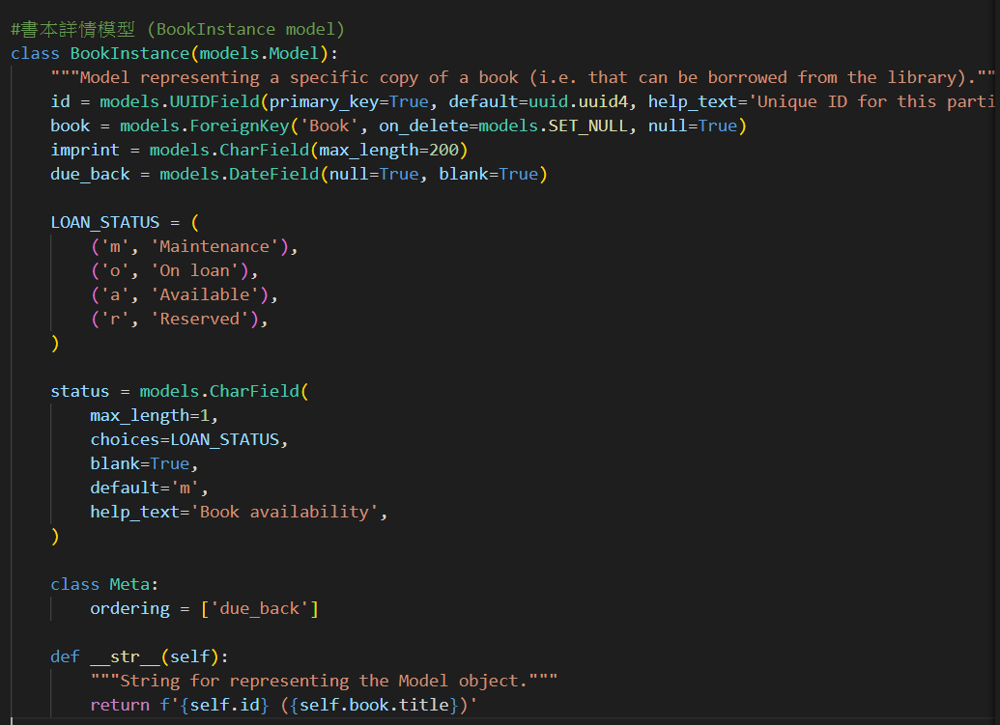 #書本詳情模型 (BookInstance model)
class BookInstance(models.Model):
    """Model representing a specific copy of a book (i.e. that can be borrowed from the library).""
    id = models.UUIDField(primary_key=True, default=uuid.uuid4, help_text='Unique ID for this parti
    book = models.ForeignKey('Book', on_delete=models.SET_NULL, null=True)
    imprint = models.CharField(max_length=200)
    due_back = models.DateField(null=True, blank=True)
    LOAN_STATUS = (
        ('m', 'Maintenance'),
        ('o', 'On loan'),
        ('a', 'Available'),
        ('r', 'Reserved'),
    )
    status = models.CharField(
        max_length=1,
        choices=LOAN_STATUS,
        blank=True,
        default='m',
        help_text='Book availability',
    )
    class Meta:
        ordering = ['due_back']
    def __str__(self):
        """String for representing the Model object."""
        return f'{self.id} ({self.book.title})'